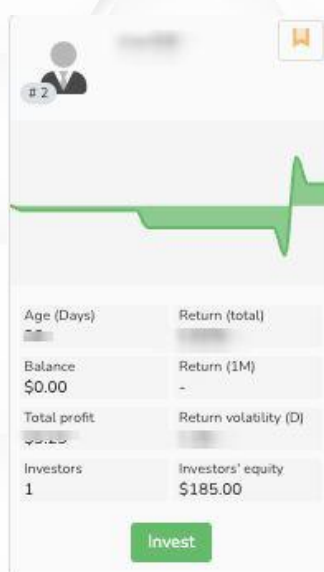 # 2
Age (Days)
Return (total)
Balance
$0.00
Return (1M)
-
Total profit
Return volatility (D)
Investors
1
Investors' equity
$185.00
Invest